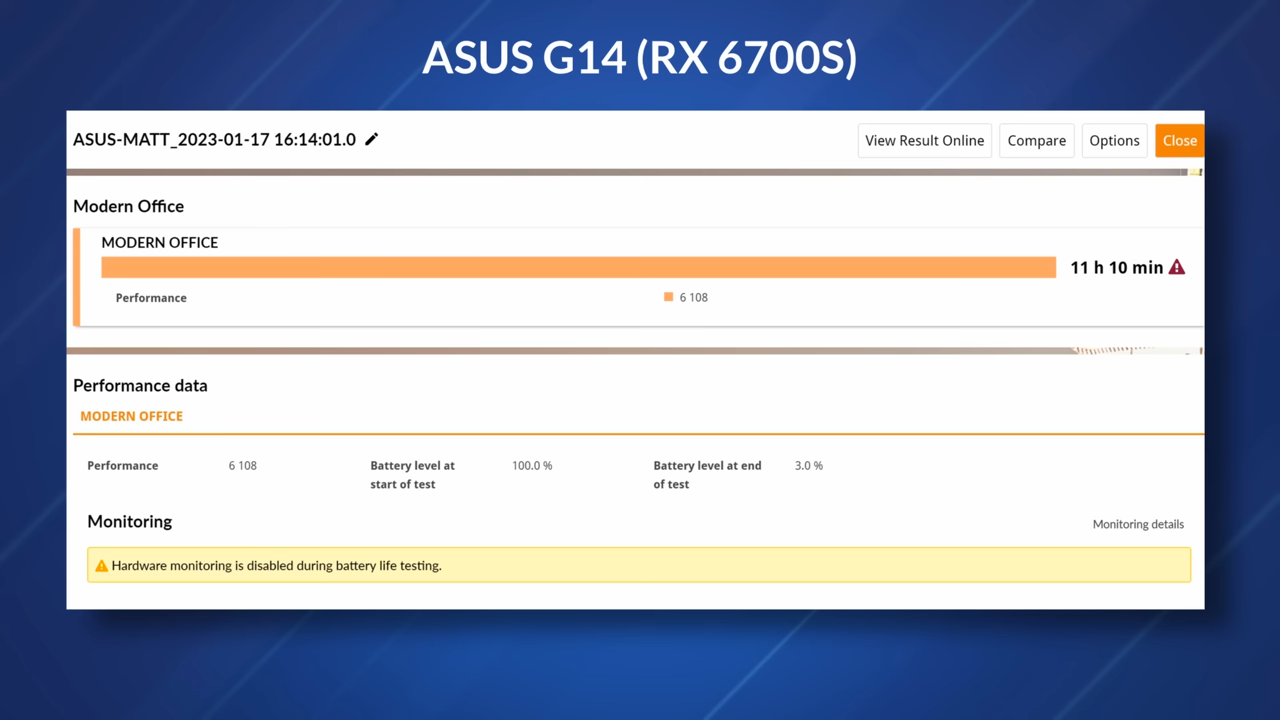 ASUS G14 (RX 6700S)
ASUS-MATT_2023-01-17 16:14:01.0
View Result Online
Compare
Options
Close
Modern Office
MODERN OFFICE
11 h 10 min
Performance
6 108
Performance data
MODERN OFFICE
Performance
6 108
Battery level at
start of test
100.0 %
Battery level at end
of test
3.0 %
Monitoring
Monitoring details
Hardware monitoring is disabled during battery life testing.